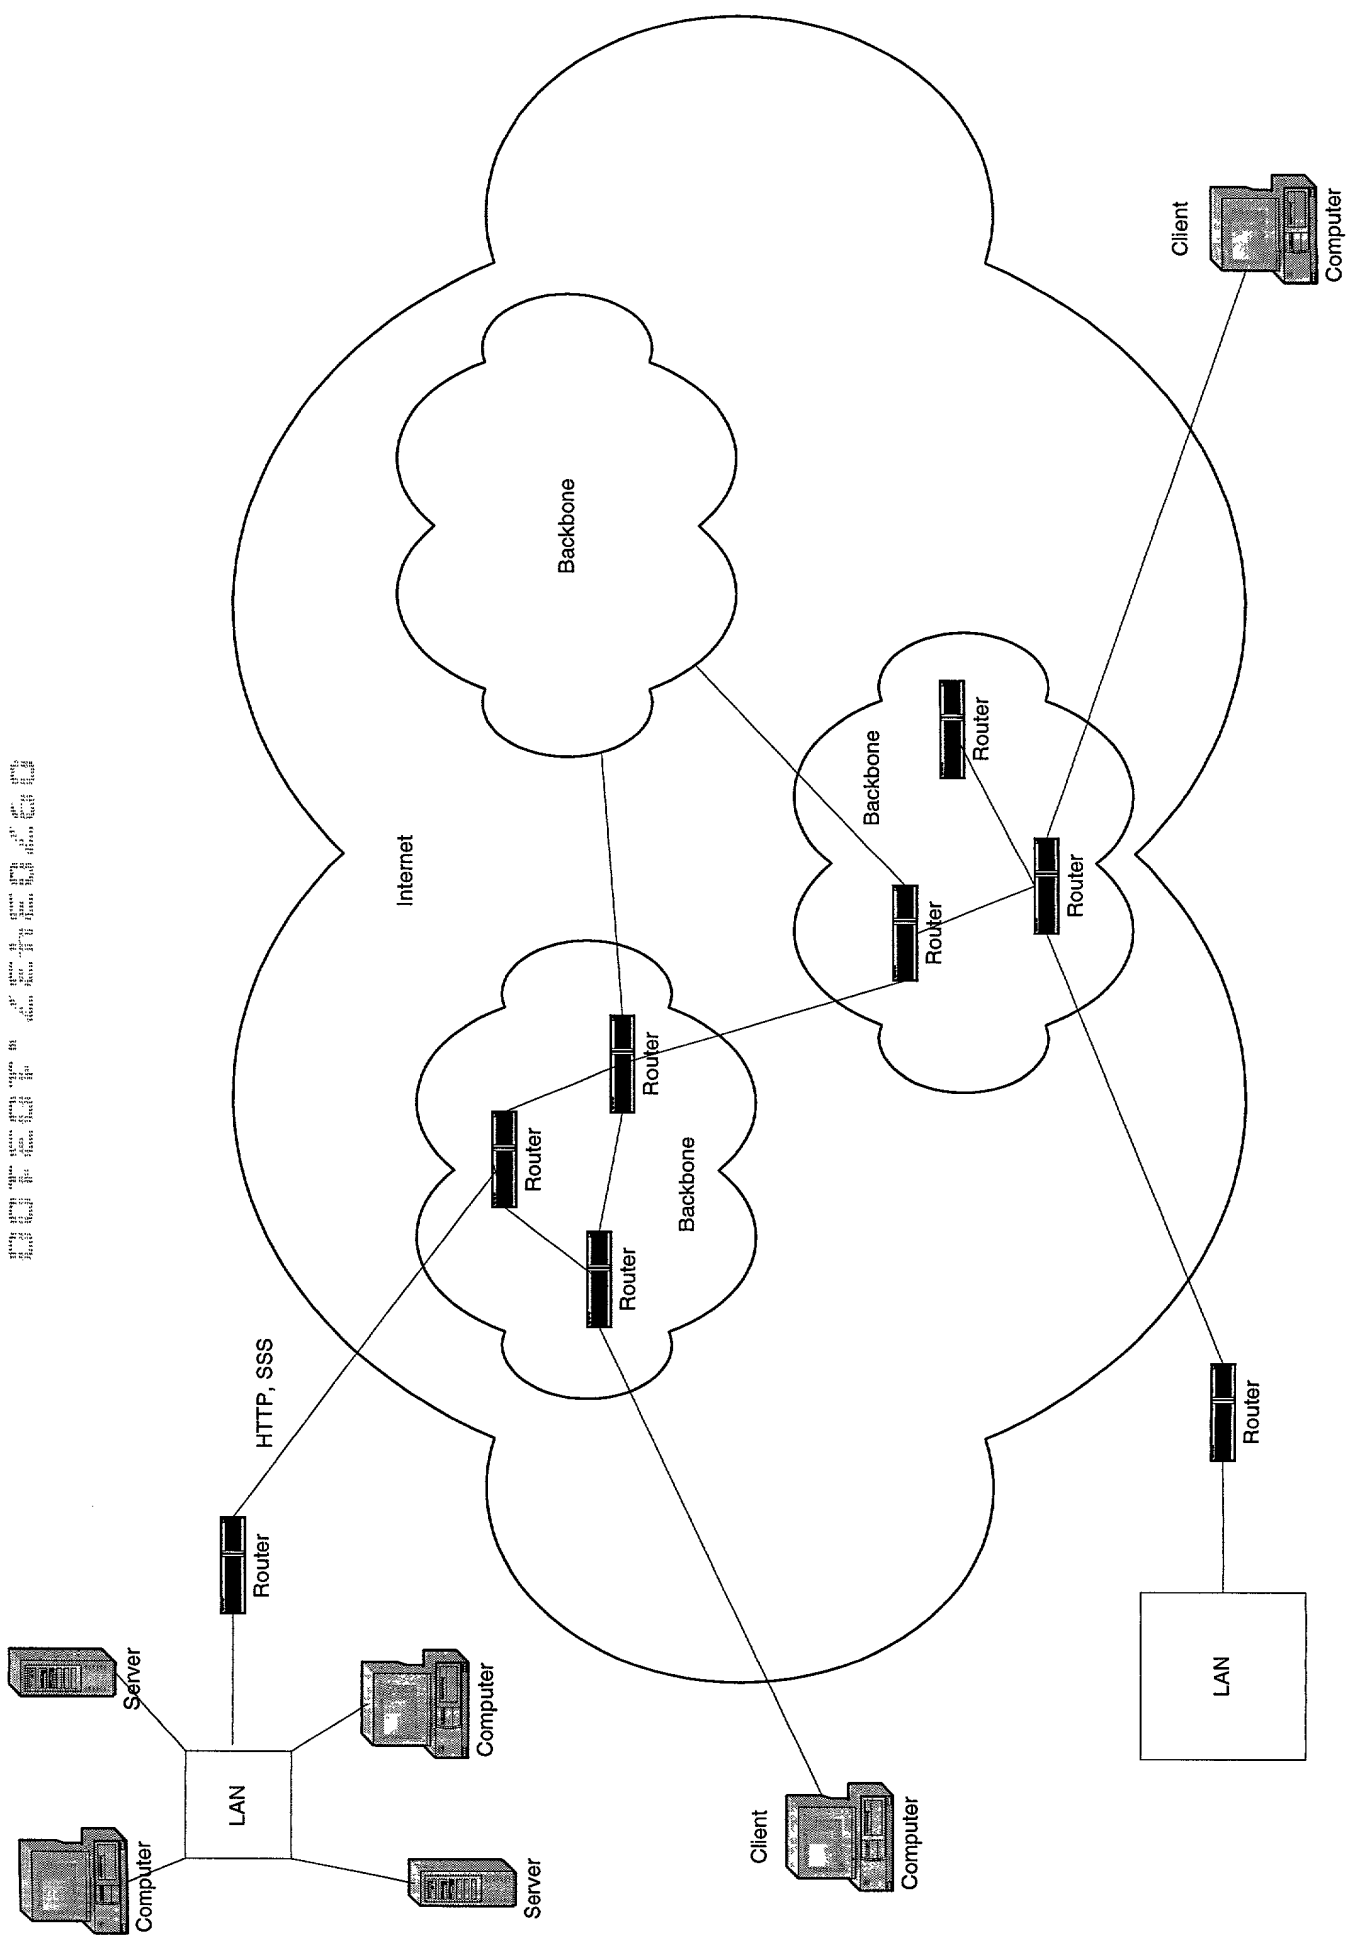 Server
Computer
LAN
Router
HTTP, SSS
Computer
Server
Internet
Backbone
Router
Router
Router
Backbone
Backbone
Router
Router
Router
Client
Computer
Client
Computer
LAN
Router